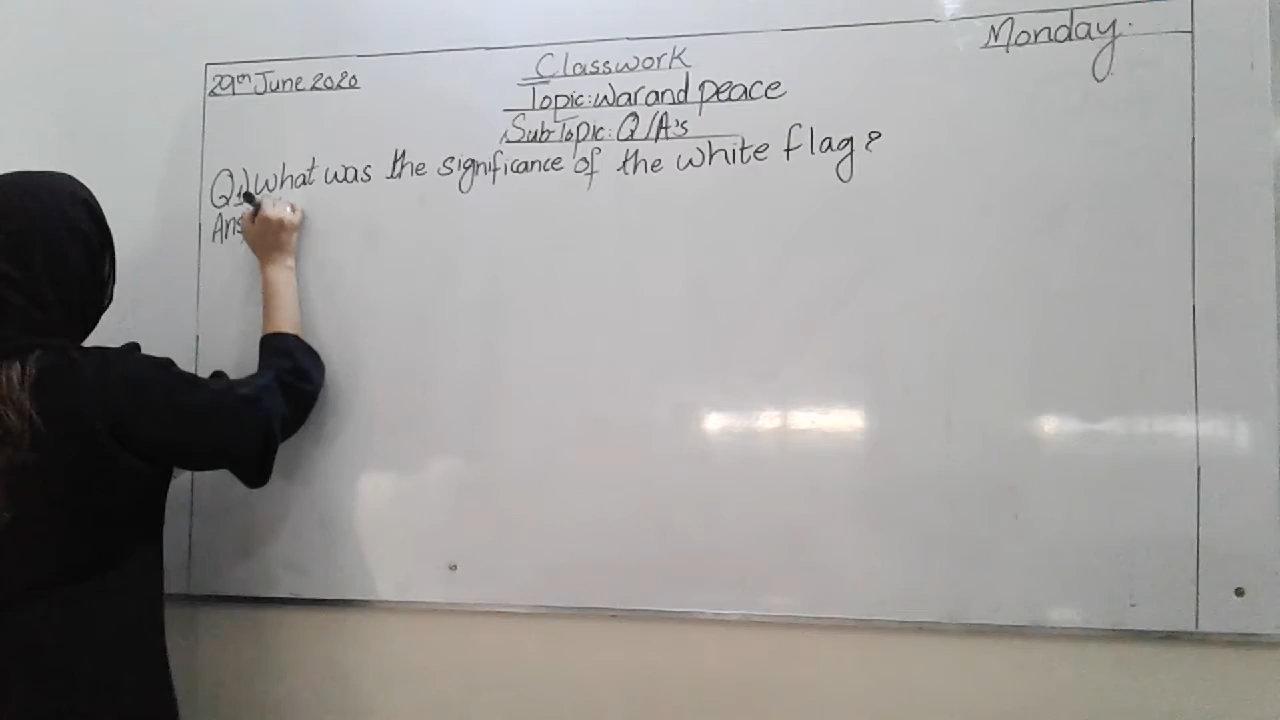 Monday.
29th June 2020
Classwork
Topic: War and peace
Sub-Topic: Q/A's
Q1) What was the significance of the white flag?
Ans